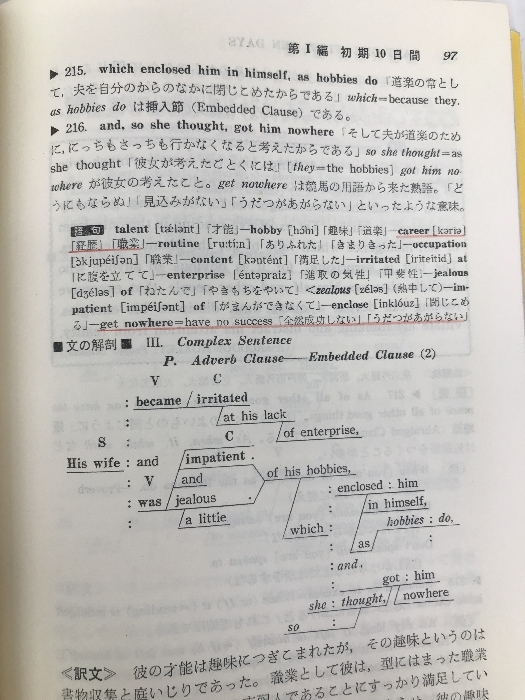 第Ⅰ編 初期10日間 97
▶ 215. which enclosed him in himself, as hobbies do「道楽の常とし
て, 夫を自分のからのなかに閉じこめたからである」which=because they.
as hobbies do は挿入節 (Embedded Clause) である。
▶ 216. and, so she thought, got him nowhere「そして夫が道楽のため
に, にっちもさっちも行かなくなると考えたからである」so she thought=as
she thought「彼女が考えたごとくには」[they=the hobbies] got him no-
where が彼女の考えたこと。get nowhere は競馬の用語から来た熟語。「ど
うにもならぬ」「見込みがない」「うだつがあがらない」といったような意味。
語句 talent [tǽlənt]「才能」—hobby [hɔ́bi]「趣味」「道楽」—career [kəríə]
「経歴」「職業」—routine [ru:tí:n]「ありふれた」「きまりきった」—occupation
[ɔ̀kjupéiʃən]「職業」—content [kəntént]「満足した」—irritated [íriteitid] at
「に腹を立てて」—enterprise [éntəpraiz]「進取の気性」「甲斐性」—jealous
[dʒéləs] of「ねたんで」「やきもちをやいて」<zealous [zéləs] (熱中して)—im-
patient [impéiʃənt] of「がまんができなくて」—enclose [inklóuz]「閉じこめ
る」—get nowhere=have no success「全然成功しない」「うだつがあがらない」
■文の解剖■ III. Complex Sentence
P. Adverb Clause—Embedded Clause (2)
V C
: became / irritated
: at his lack
S : C of enterprise,
His wife : and impatient .
: V and of his hobbies,
: was / jealous . : enclosed : him
: a little in himself,
which : hobbies : do,
: as :
: and,
got : him
she : thought, nowhere
so :
≪訳文≫ 彼の才能は趣味につぎこまれたが, その趣味というのは
書物収集と庭いじりであった。職業として彼は, 型にはまった職業